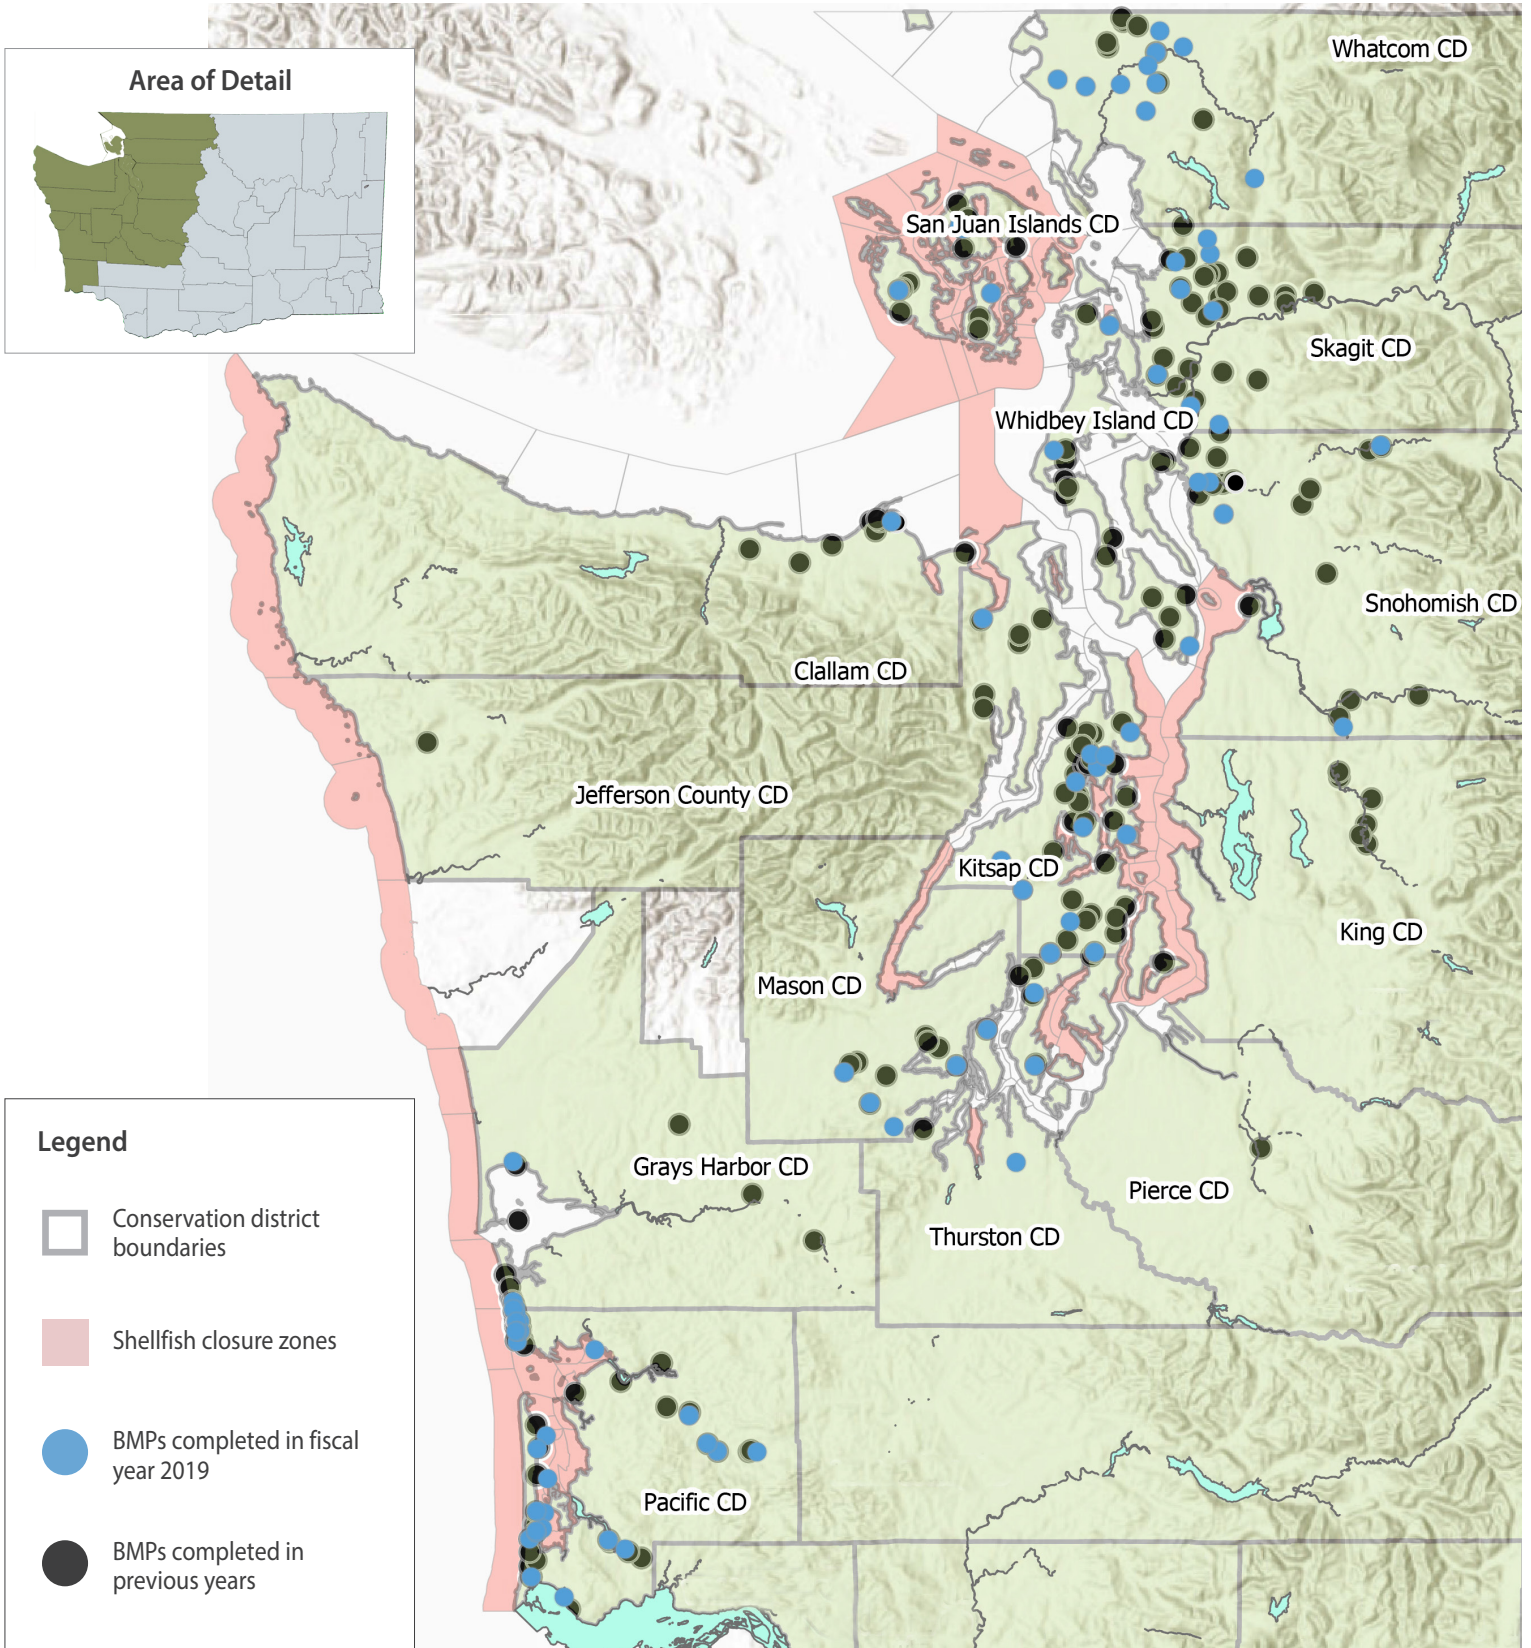 Area of Detail
Whatcom CD
San Juan Islands CD
Skagit CD
Whidbey Island CD
Snohomish CD
Clallam CD
Jefferson County CD
Kitsap CD
King CD
Mason CD
Grays Harbor CD
Pierce CD
Thurston CD
Pacific CD
Legend
Conservation district
boundaries
Shellfish closure zones
BMPs completed in fiscal
year 2019
BMPs completed in
previous years